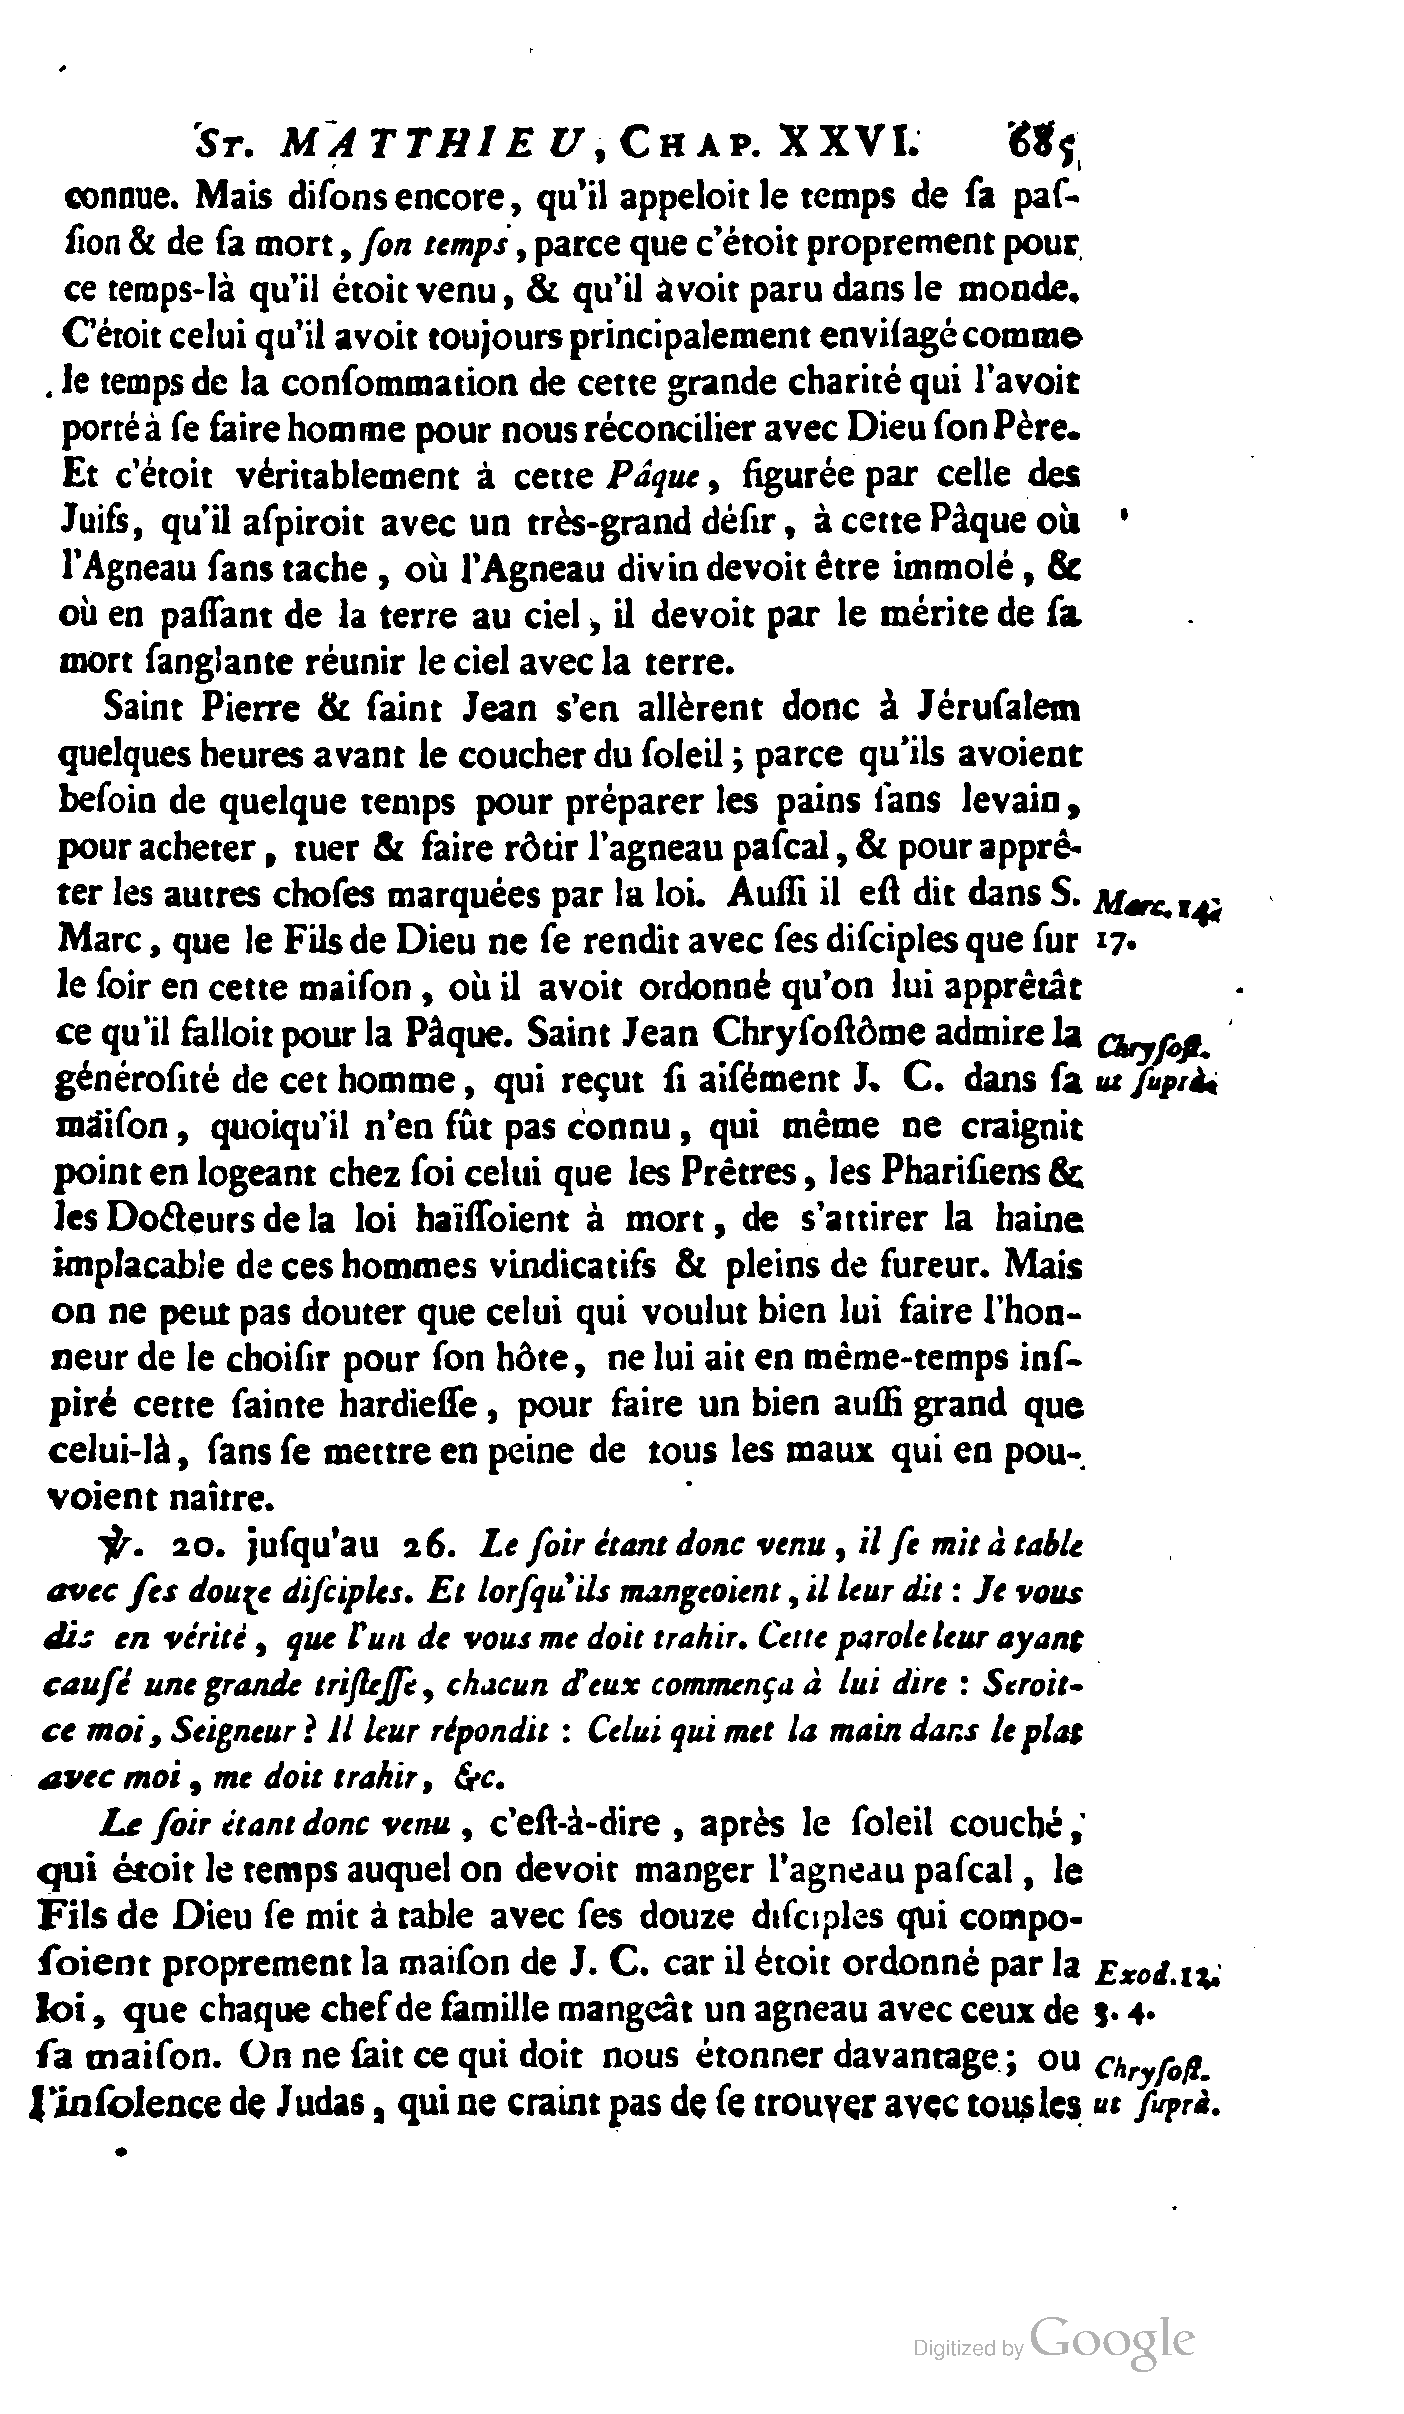 ST. MATTHIEU, CHAP. XXVI. 685
connue. Mais diſons encore, qu'il appeloit le temps de ſa paſ-
ſion & de ſa mort, ſon temps, parce que c'étoit proprement pour
ce temps-là qu'il étoit venu, & qu'il avoit paru dans le monde.
C'étoit celui qu'il avoit toujours principalement enviſagé comme
le temps de la conſommation de cette grande charité qui l'avoit
porté à ſe faire homme pour nous réconcilier avec Dieu ſon Père.
Et c'étoit véritablement à cette Pâque, figurée par celle des
Juifs, qu'il aſpiroit avec un très-grand déſir, à cette Pâque où
l'Agneau ſans tache, où l'Agneau divin devoit être immolé, &
où en paſſant de la terre au ciel, il devoit par le mérite de ſa
mort ſanglante réunir le ciel avec la terre.
Saint Pierre & ſaint Jean s'en allèrent donc à Jéruſalem
quelques heures avant le coucher du ſoleil; parce qu'ils avoient
beſoin de quelque temps pour préparer les pains ſans levain,
pour acheter, tuer & faire rôtir l'agneau paſcal, & pour apprê-
ter les autres choſes marquées par la loi. Auſſi il eſt dit dans S. Marc. 14.
Marc, que le Fils de Dieu ne ſe rendit avec ſes diſciples que ſur 17.
le ſoir en cette maiſon, où il avoit ordonné qu'on lui apprêtât
ce qu'il falloit pour la Pâque. Saint Jean Chryſoſtôme admire la Chryſoſt.
généroſité de cet homme, qui reçut ſi aiſément J. C. dans ſa ut ſuprà.
maiſon, quoiqu'il n'en fût pas connu, qui même ne craignit
point en logeant chez ſoi celui que les Prêtres, les Phariſiens &
les Docteurs de la loi haïſſoient à mort, de s'attirer la haine
implacable de ces hommes vindicatifs & pleins de fureur. Mais
on ne peut pas douter que celui qui voulut bien lui faire l'hon-
neur de le choiſir pour ſon hôte, ne lui ait en même-temps inſ-
piré cette ſainte hardieſſe, pour faire un bien auſſi grand que
celui-là, ſans ſe mettre en peine de tous les maux qui en pou-
voient naître.
℣. 20. juſqu'au 26. Le ſoir étant donc venu, il ſe mit à table
avec ſes douze diſciples. Et lorſqu'ils mangeoient, il leur dit : Je vous
dis en vérité, que l'un de vous me doit trahir. Cette parole leur ayant
cauſé une grande triſteſſe, chacun d'eux commença à lui dire : Seroit-
ce moi, Seigneur ? Il leur répondit : Celui qui met la main dans le plat
avec moi, me doit trahir, &c.
Le ſoir étant donc venu, c'eſt-à-dire, après le ſoleil couché,
qui étoit le temps auquel on devoit manger l'agneau paſcal, le
Fils de Dieu ſe mit à table avec ſes douze diſciples qui compo-
ſoient proprement la maiſon de J. C. car il étoit ordonné par la Exod. 12.
loi, que chaque chef de famille mangeât un agneau avec ceux de 3. 4.
ſa maiſon. On ne ſait ce qui doit nous étonner davantage; ou Chryſoſt.
l'inſolence de Judas, qui ne craint pas de ſe trouver avec tous les ut ſuprà.
Digitized by Google